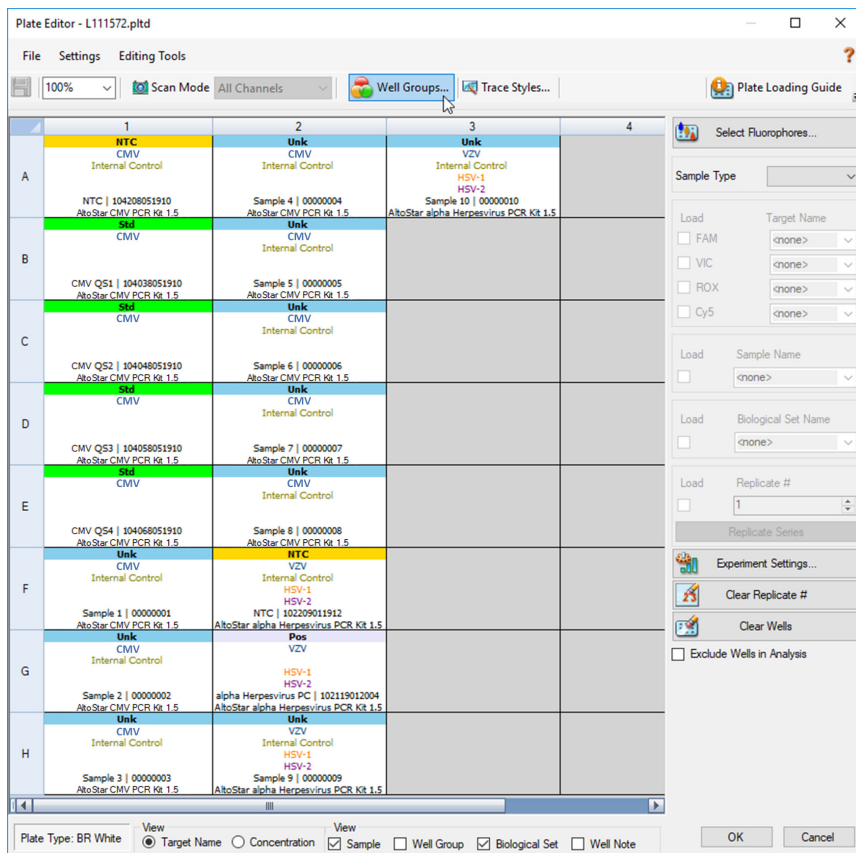 Plate Editor - L111572.pltd
File Settings Editing Tools ?
100% Scan Mode All Channels Well Groups... Trace Styles... Plate Loading Guide
1 2 3 4
A
NTC
CMV
Internal Control
NTC | 104208051910
AltoStar CMV PCR Kit 1.5
Unk
CMV
Internal Control
Sample 4 | 00000004
AltoStar CMV PCR Kit 1.5
Unk
VZV
Internal Control
HSV-1
HSV-2
Sample 10 | 00000010
AltoStar alpha Herpesvirus PCR Kit 1.5
B
Std
CMV
CMV QS1 | 104038051910
AltoStar CMV PCR Kit 1.5
Unk
CMV
Internal Control
Sample 5 | 00000005
AltoStar CMV PCR Kit 1.5
C
Std
CMV
CMV QS2 | 104048051910
AltoStar CMV PCR Kit 1.5
Unk
CMV
Internal Control
Sample 6 | 00000006
AltoStar CMV PCR Kit 1.5
D
Std
CMV
CMV QS3 | 104058051910
AltoStar CMV PCR Kit 1.5
Unk
CMV
Internal Control
Sample 7 | 00000007
AltoStar CMV PCR Kit 1.5
E
Std
CMV
CMV QS4 | 104068051910
AltoStar CMV PCR Kit 1.5
Unk
CMV
Internal Control
Sample 8 | 00000008
AltoStar CMV PCR Kit 1.5
F
Unk
CMV
Internal Control
Sample 1 | 00000001
AltoStar CMV PCR Kit 1.5
NTC
VZV
Internal Control
HSV-1
HSV-2
NTC | 102209011912
AltoStar alpha Herpesvirus PCR Kit 1.5
G
Unk
CMV
Internal Control
Sample 2 | 00000002
AltoStar CMV PCR Kit 1.5
Pos
VZV
HSV-1
HSV-2
alpha Herpesvirus PC | 102119012004
AltoStar alpha Herpesvirus PCR Kit 1.5
H
Unk
CMV
Internal Control
Sample 3 | 00000003
AltoStar CMV PCR Kit 1.5
Unk
VZV
Internal Control
HSV-1
HSV-2
Sample 9 | 00000009
AltoStar alpha Herpesvirus PCR Kit 1.5
Select Fluorophores...
Sample Type
Load Target Name
FAM <none>
VIC <none>
ROX <none>
Cy5 <none>
Load Sample Name
<none>
Load Biological Set Name
<none>
Load Replicate #
1
Replicate Series
Experiment Settings...
Clear Replicate #
Clear Wells
Exclude Wells in Analysis
Plate Type: BR White
View
Target Name Concentration
View
Sample Well Group Biological Set Well Note
OK Cancel